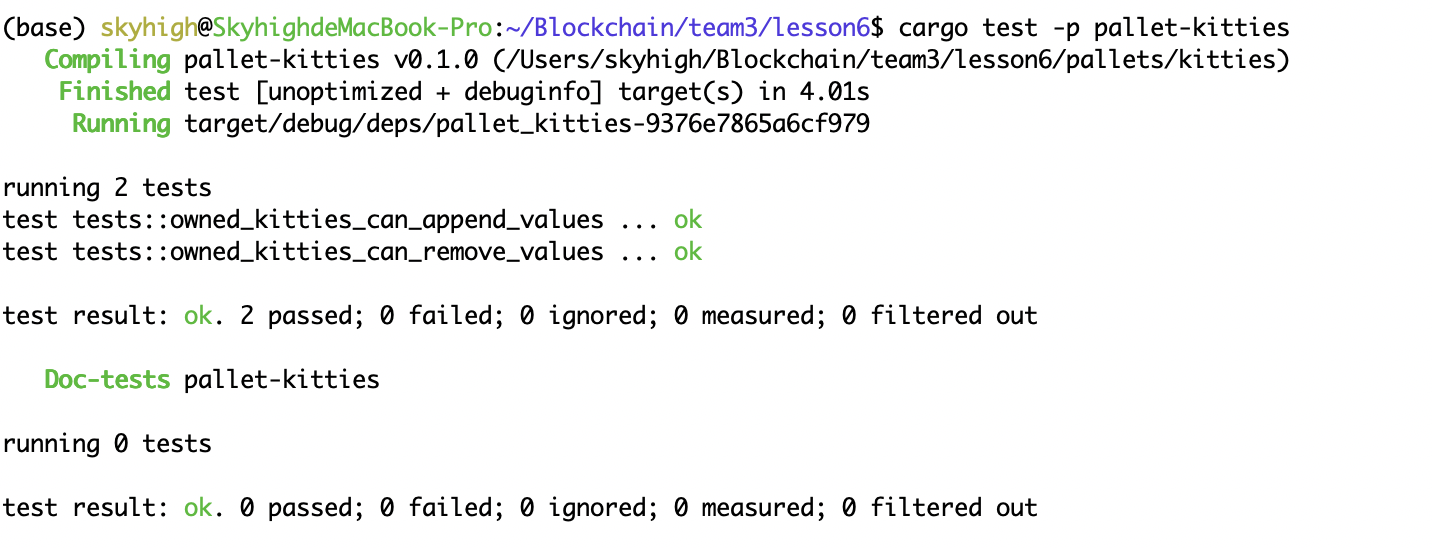 (base) skyhigh@SkyhighdeMacBook-Pro:~/Blockchain/team3/lesson6$ cargo test -p pallet-kitties
   Compiling pallet-kitties v0.1.0 (/Users/skyhigh/Blockchain/team3/lesson6/pallets/kitties)
    Finished test [unoptimized + debuginfo] target(s) in 4.01s
     Running target/debug/deps/pallet_kitties-9376e7865a6cf979
running 2 tests
test tests::owned_kitties_can_append_values ... ok
test tests::owned_kitties_can_remove_values ... ok
test result: ok. 2 passed; 0 failed; 0 ignored; 0 measured; 0 filtered out
   Doc-tests pallet-kitties
running 0 tests
test result: ok. 0 passed; 0 failed; 0 ignored; 0 measured; 0 filtered out